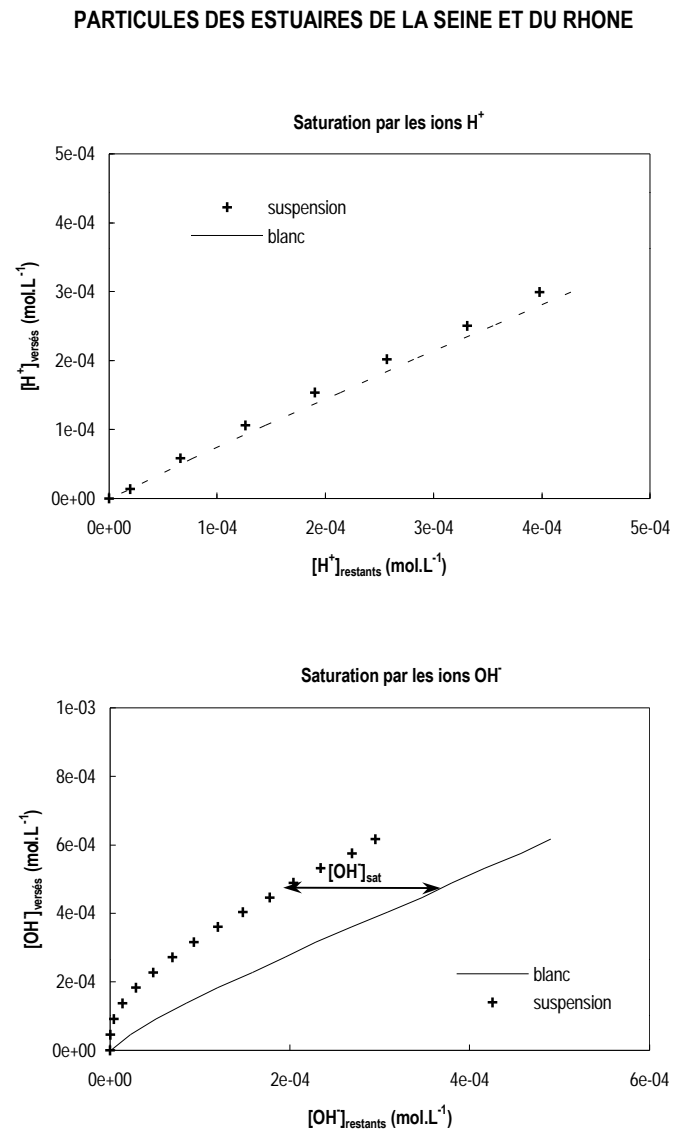 PARTICULES DES ESTUAIRES DE LA SEINE ET DU RHONE
Saturation par les ions H⁺
5e-04
4e-04
3e-04
2e-04
1e-04
0e+00
[H⁺]versés (mol.L⁻¹)
suspension
blanc
0e+00 1e-04 2e-04 3e-04 4e-04 5e-04
[H⁺]restants (mol.L⁻¹)
Saturation par les ions OH⁻
1e-03
8e-04
6e-04
4e-04
2e-04
0e+00
[OH⁻]versés (mol.L⁻¹)
[OH⁻]sat
blanc
suspension
0e+00 2e-04 4e-04 6e-04
[OH⁻]restants (mol.L⁻¹)